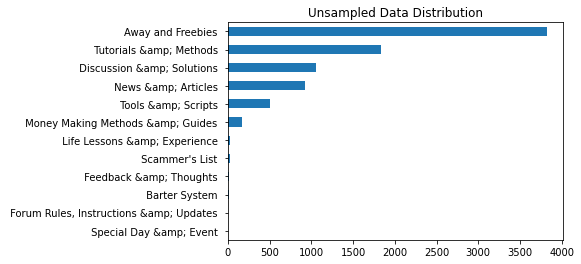 Unsampled Data Distribution
Away and Freebies
Tutorials &amp; Methods
Discussion &amp; Solutions
News &amp; Articles
Tools &amp; Scripts
Money Making Methods &amp; Guides
Life Lessons &amp; Experience
Scammer's List
Feedback &amp; Thoughts
Barter System
Forum Rules, Instructions &amp; Updates
Special Day &amp; Event
0 500 1000 1500 2000 2500 3000 3500 4000